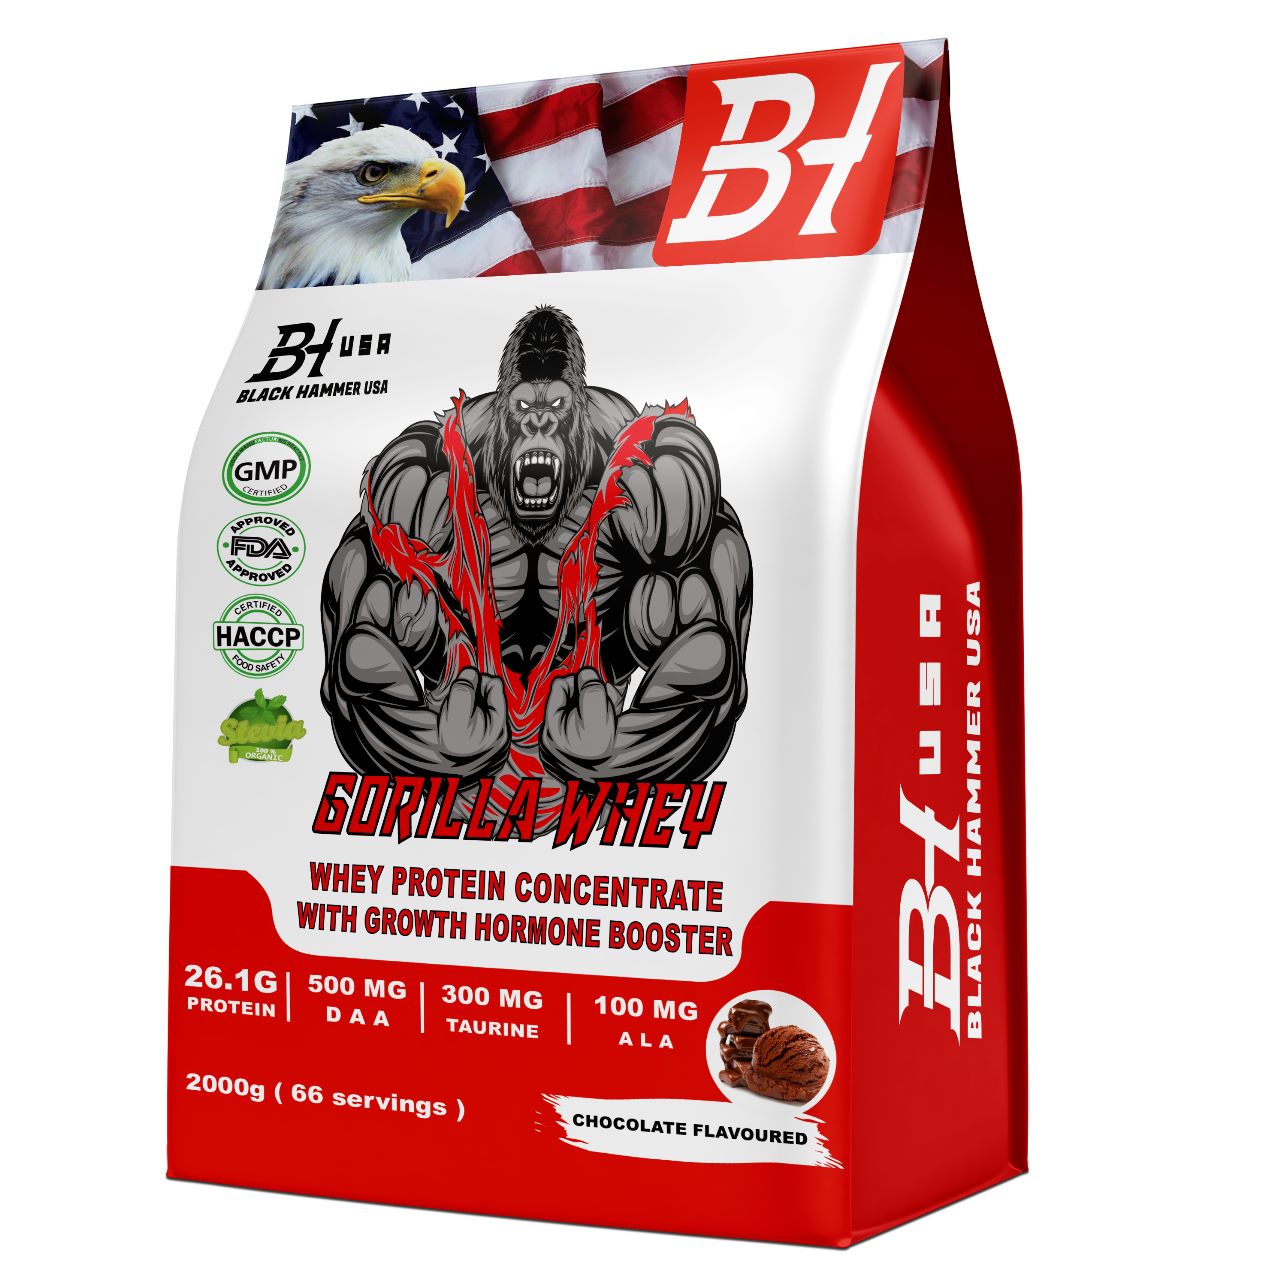 BH
BH USA
BLACK HAMMER USA
GMP
CERTIFIED
APPROVED
FDA
APPROVED
CERTIFIED
HACCP
FOOD SAFETY
Stevia
100 %
ORGANIC
GORILLA WHEY
WHEY PROTEIN CONCENTRATE
WITH GROWTH HORMONE BOOSTER
26.1G
PROTEIN
500 MG
D A A
300 MG
TAURINE
100 MG
A L A
2000g ( 66 servings )
CHOCOLATE FLAVOURED
BH USA
BLACK HAMMER USA